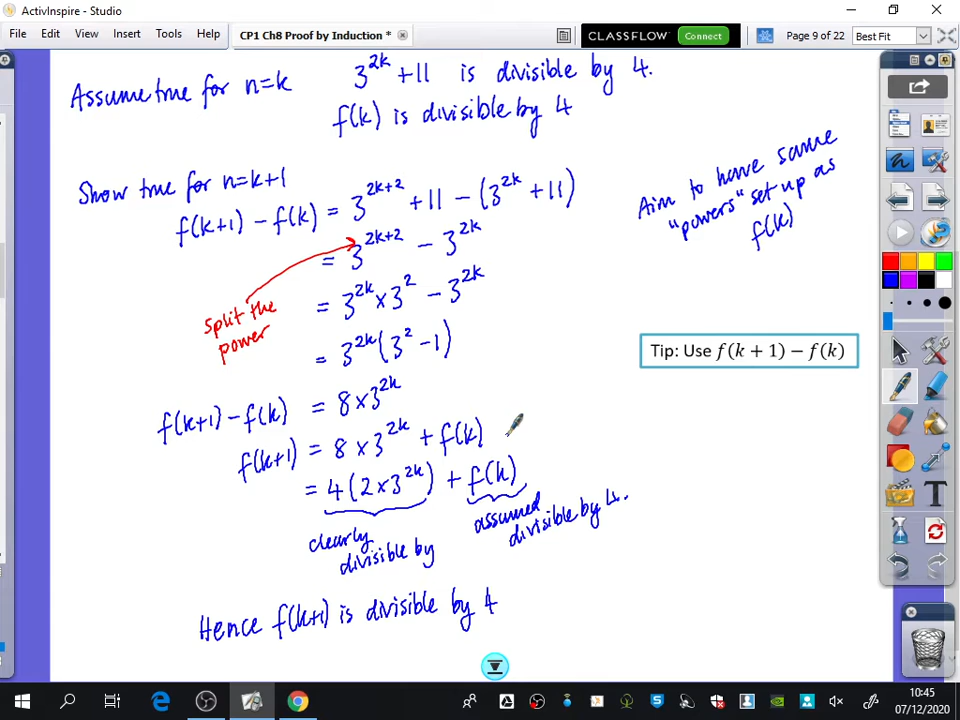 ActivInspire - Studio
File Edit View Insert Tools Help
CP1 Ch8 Proof by Induction *
CLASSFLOW Connect
Page 9 of 22
Best Fit
Assume true for n=k 3^{2k}+11 is divisible by 4.
f(k) is divisible by 4
Show true for n=k+1
f(k+1) - f(k) = 3^{2k+2} + 11 - (3^{2k} + 11)
= 3^{2k+2} - 3^{2k}
= 3^{2k} × 3^2 - 3^{2k}
= 3^{2k}(3^2 - 1)
Split the
power
Aim to have same
"powers" set up as
f(k)
Tip: Use f(k + 1) − f(k)
f(k+1) - f(k) = 8 × 3^{2k}
f(k+1) = 8 × 3^{2k} + f(k)
= 4(2 × 3^{2k}) + f(k)
clearly
divisible by
assumed
divisible by 4.
Hence f(k+1) is divisible by 4
10:45
07/12/2020